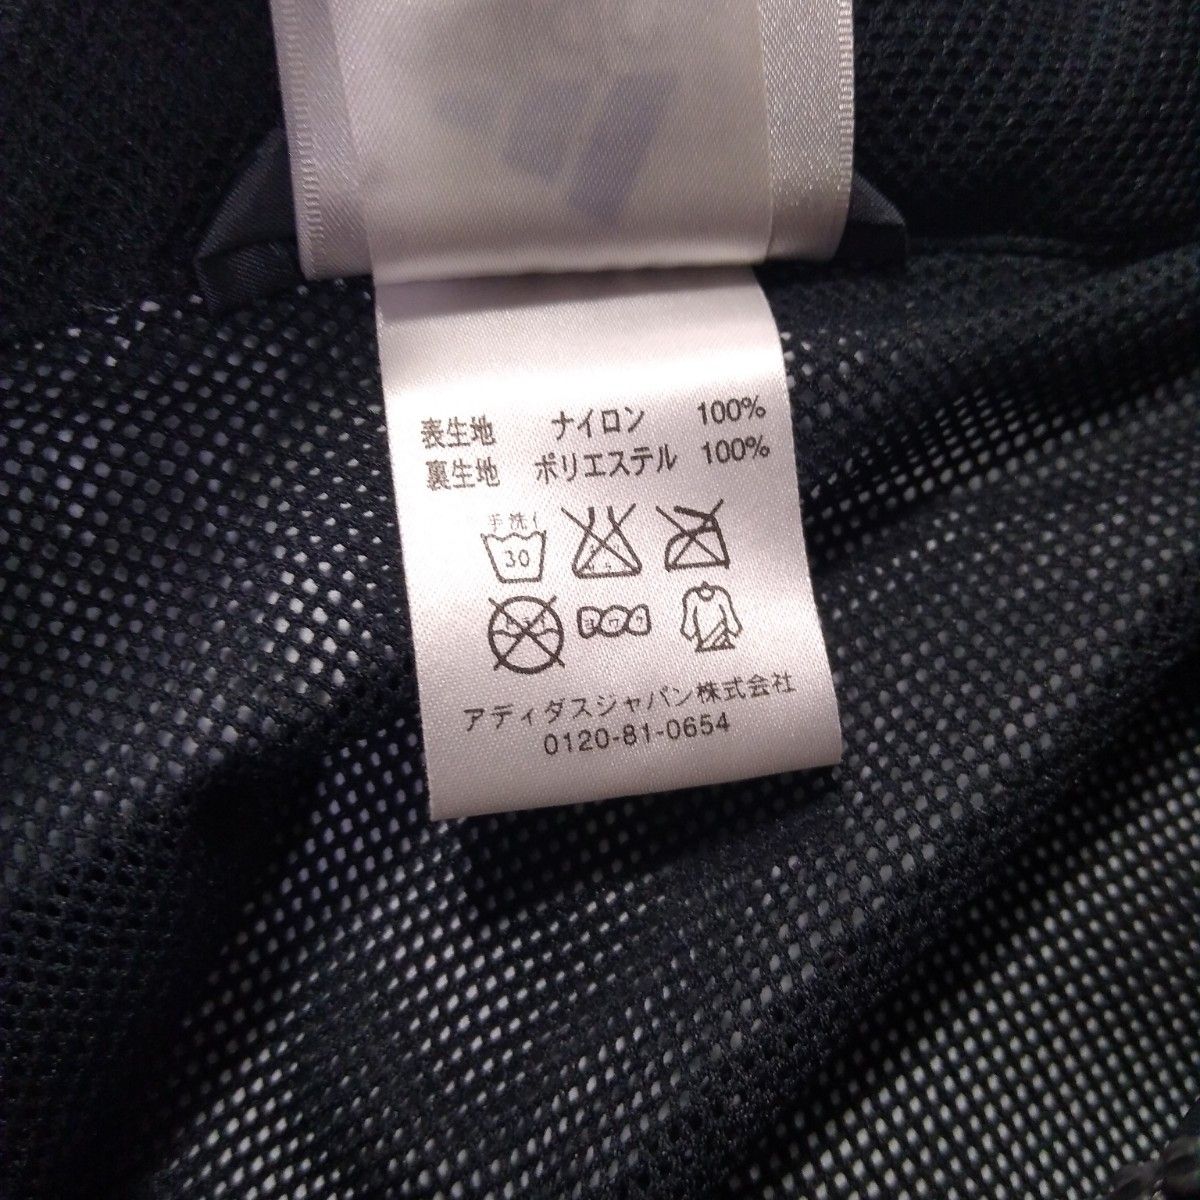 表生地 ナイロン 100%
裏生地 ポリエステル 100%
手洗イ
30
アディダスジャパン株式会社
0120-81-0654